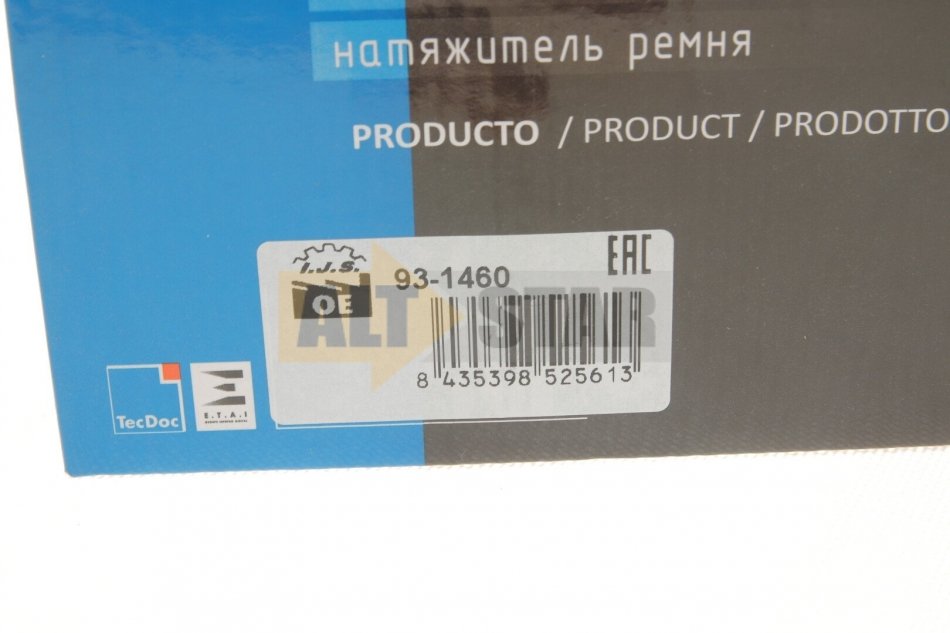 натяжитель ремня
PRODUCTO / PRODUCT / PRODOTTO
I.J.S.
OE
93-1460
EAC
ALT STAR
8 435398 525613
TecDoc
E.T.A.I